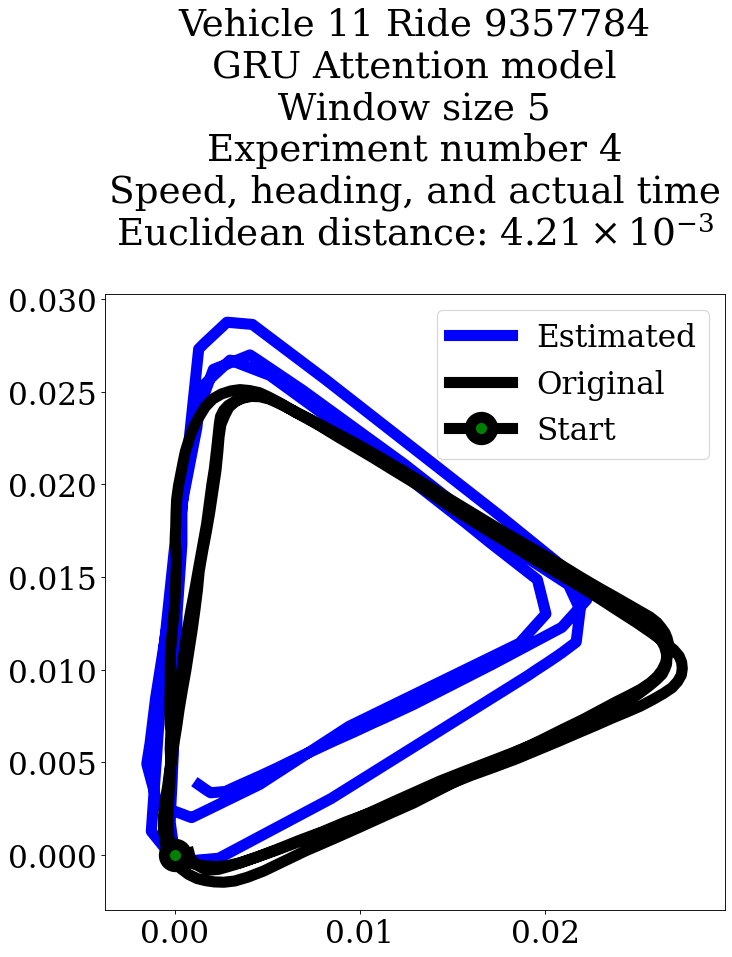 Vehicle 11 Ride 9357784
GRU Attention model
Window size 5
Experiment number 4
Speed, heading, and actual time
Euclidean distance: 4.21 × 10⁻³
0.030
Estimated
Original
Start
0.025
0.020
0.015
0.010
0.005
0.000
0.00 0.01 0.02